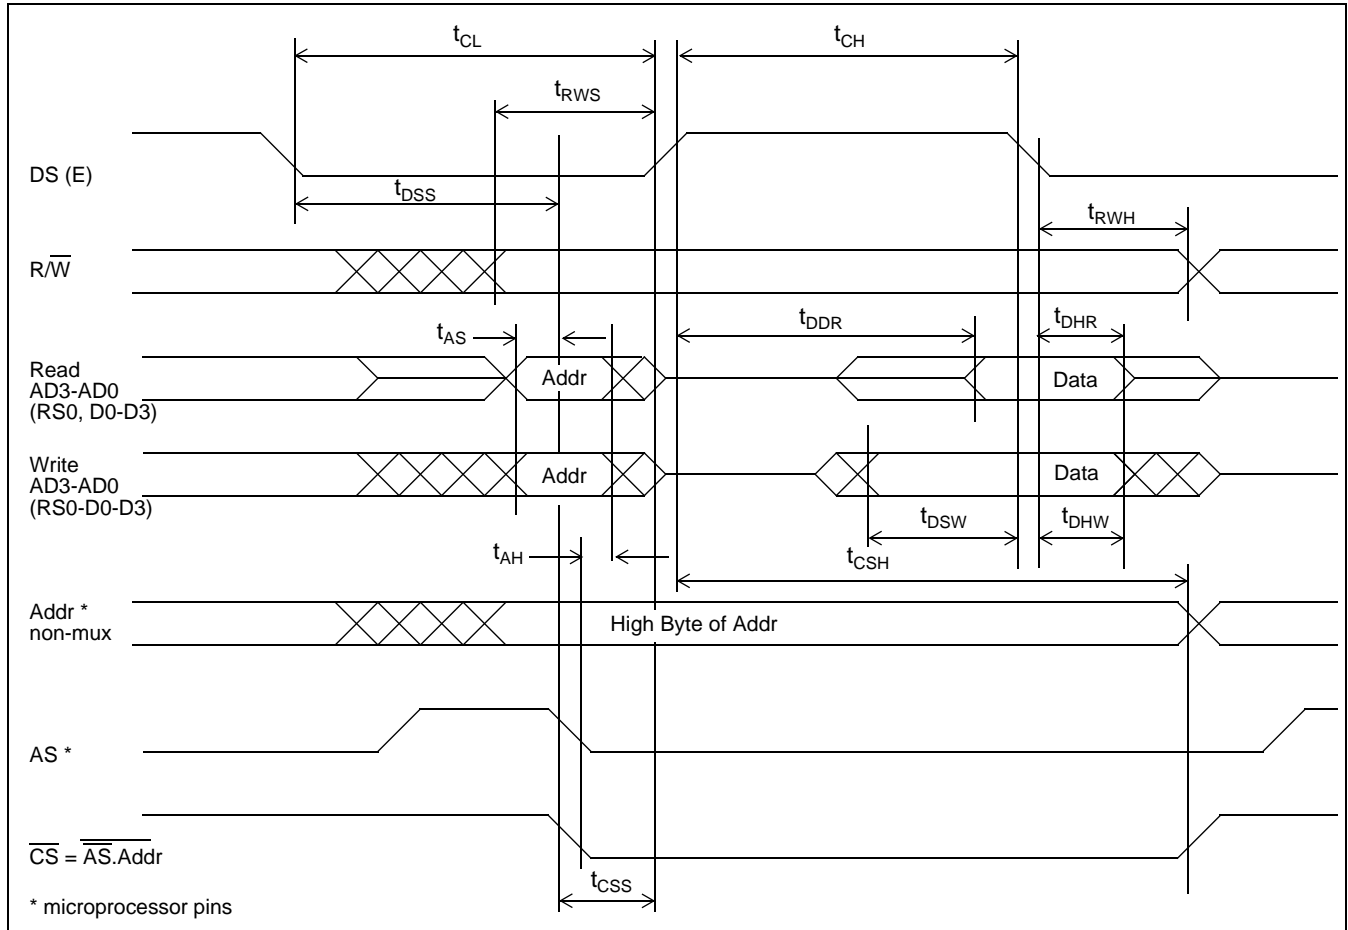 tCL
tCH
tRWS
DS (E)
tDSS
tRWH
R/W̅
tDDR
tDHR
tAS
Read
AD3-AD0
(RS0, D0-D3)
Addr
Data
Write
AD3-AD0
(RS0-D0-D3)
Addr
Data
tDSW
tDHW
tAH
tCSH
Addr *
non-mux
High Byte of Addr
AS *
C̅S̅ = A̅S̅.Addr
tCSS
* microprocessor pins